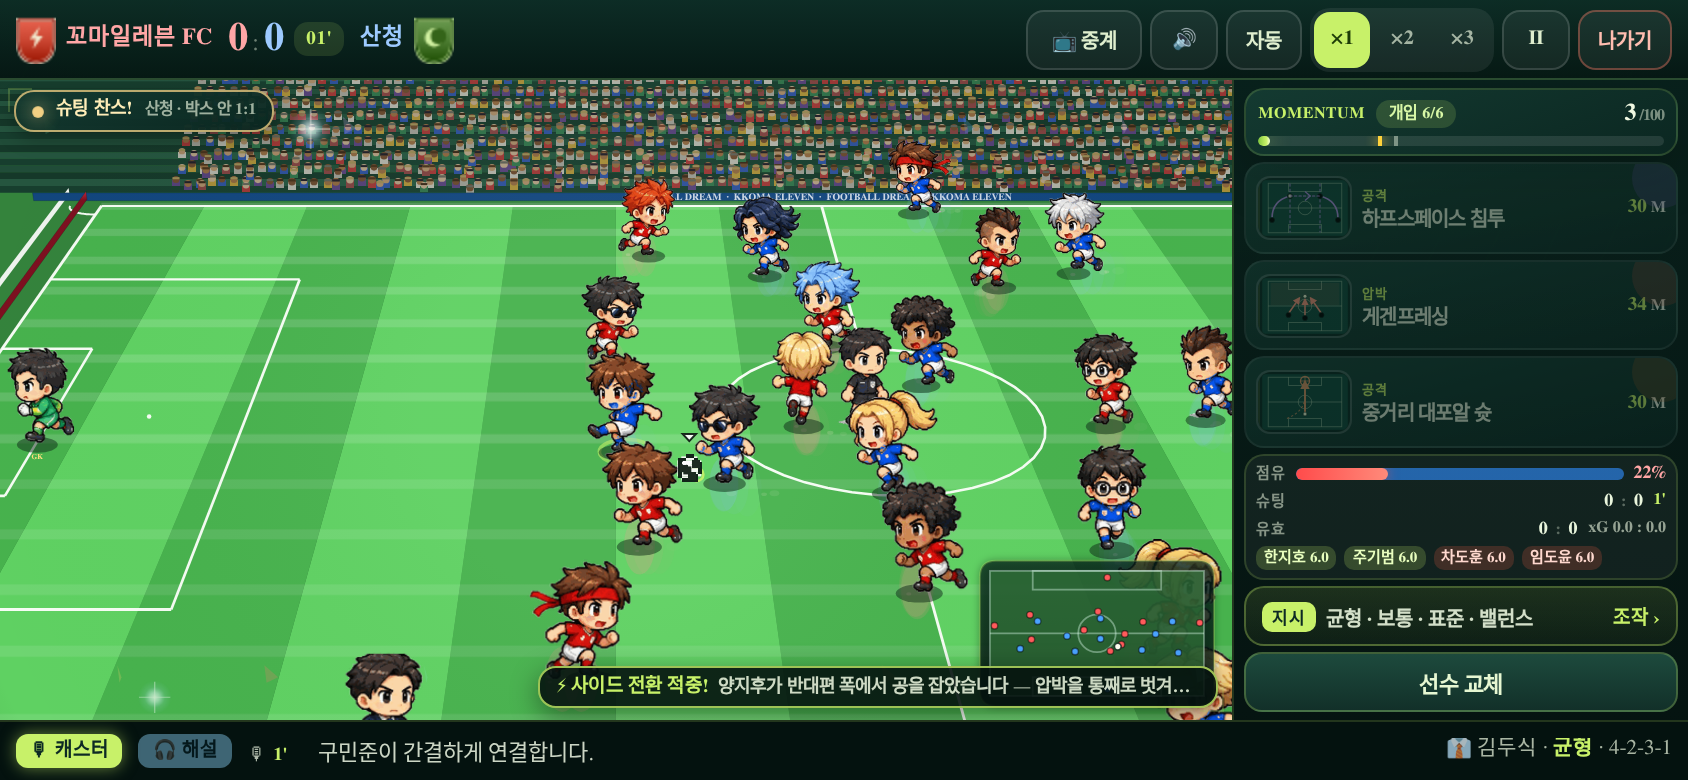 꼬마일레븐 FC 0 : 0 01' 산청
📺 중계 🔊 자동 ×1 ×2 ×3 II 나가기
슈팅 찬스! 산청 · 박스 안 1:1
L DREAM · KKOMA ELEVEN · FOOTBALL DREA KKOMA ELEVEN
GK
⚡ 사이드 전환 적중! 양지후가 반대편 폭에서 공을 잡았습니다 — 압박을 통째로 벗겨…
MOMENTUM 개입 6/6 3 /100
공격
하프스페이스 침투 30 M
압박
게겐프레싱 34 M
공격
중거리 대포알 슛 30 M
점유 22%
슈팅 0 : 0 1'
유효 0 : 0 xG 0.0 : 0.0
한지호 6.0 주기범 6.0 차도훈 6.0 임도윤 6.0
지시 균형 · 보통 · 표준 · 밸런스 조작 ›
선수 교체
🎙 캐스터 🎧 해설 🎙 1' 구민준이 간결하게 연결합니다.
👔 김두식 · 균형 · 4-2-3-1